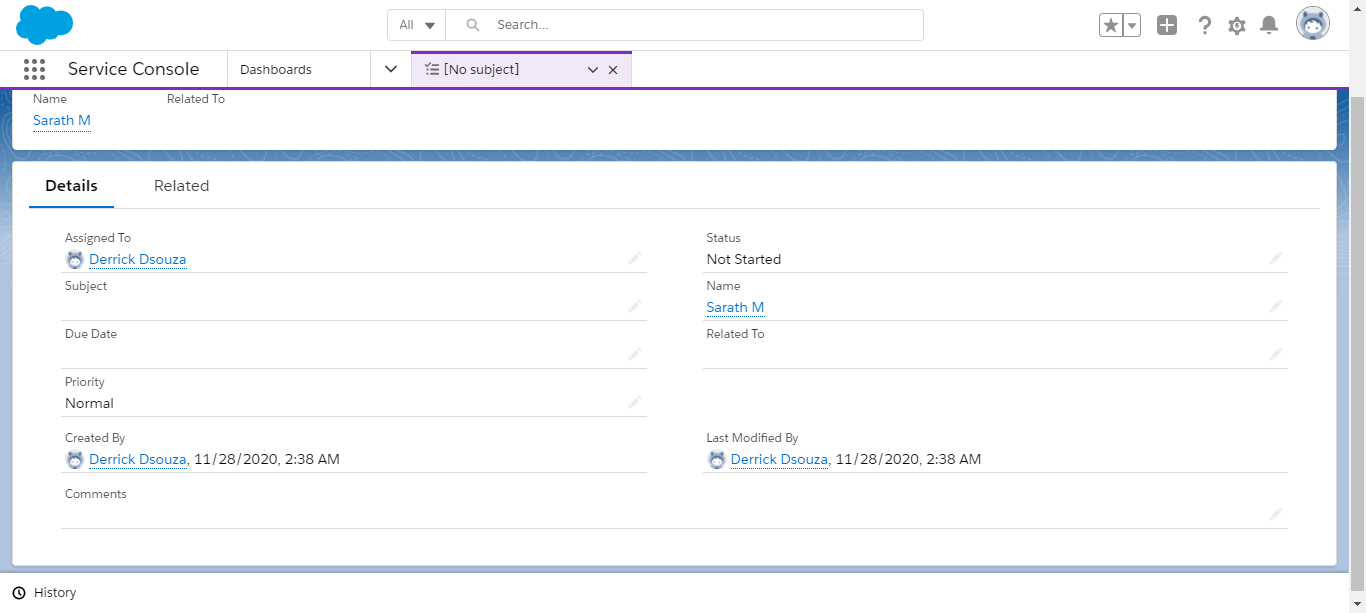 All Search...
Service Console Dashboards [No subject]
Name Related To
Sarath M
Details Related
Assigned To Status
Derrick Dsouza Not Started
Subject Name
Sarath M
Due Date Related To
Priority
Normal
Created By Last Modified By
Derrick Dsouza, 11/28/2020, 2:38 AM Derrick Dsouza, 11/28/2020, 2:38 AM
Comments
History